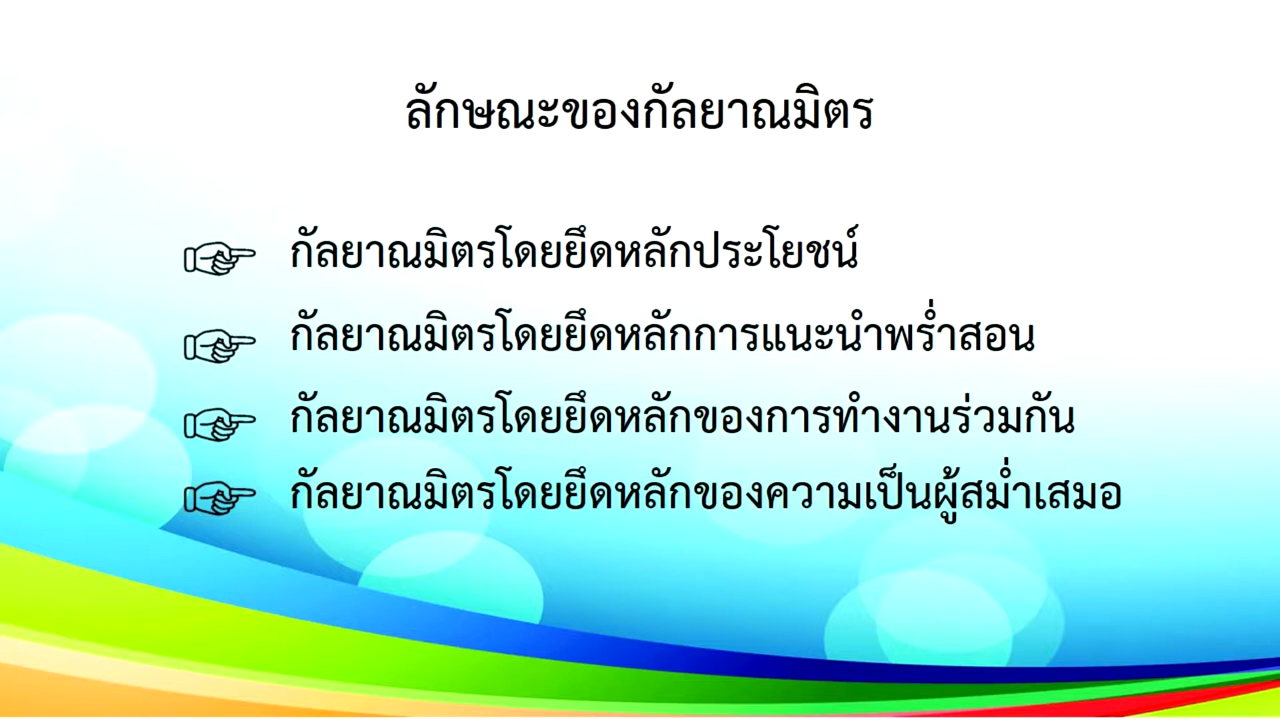 ลักษณะของกัลยาณมิตร
☞ กัลยาณมิตรโดยยึดหลักประโยชน์
☞ กัลยาณมิตรโดยยึดหลักการแนะนำพร่ำสอน
☞ กัลยาณมิตรโดยยึดหลักของการทำงานร่วมกัน
☞ กัลยาณมิตรโดยยึดหลักของความเป็นผู้สม่ำเสมอ